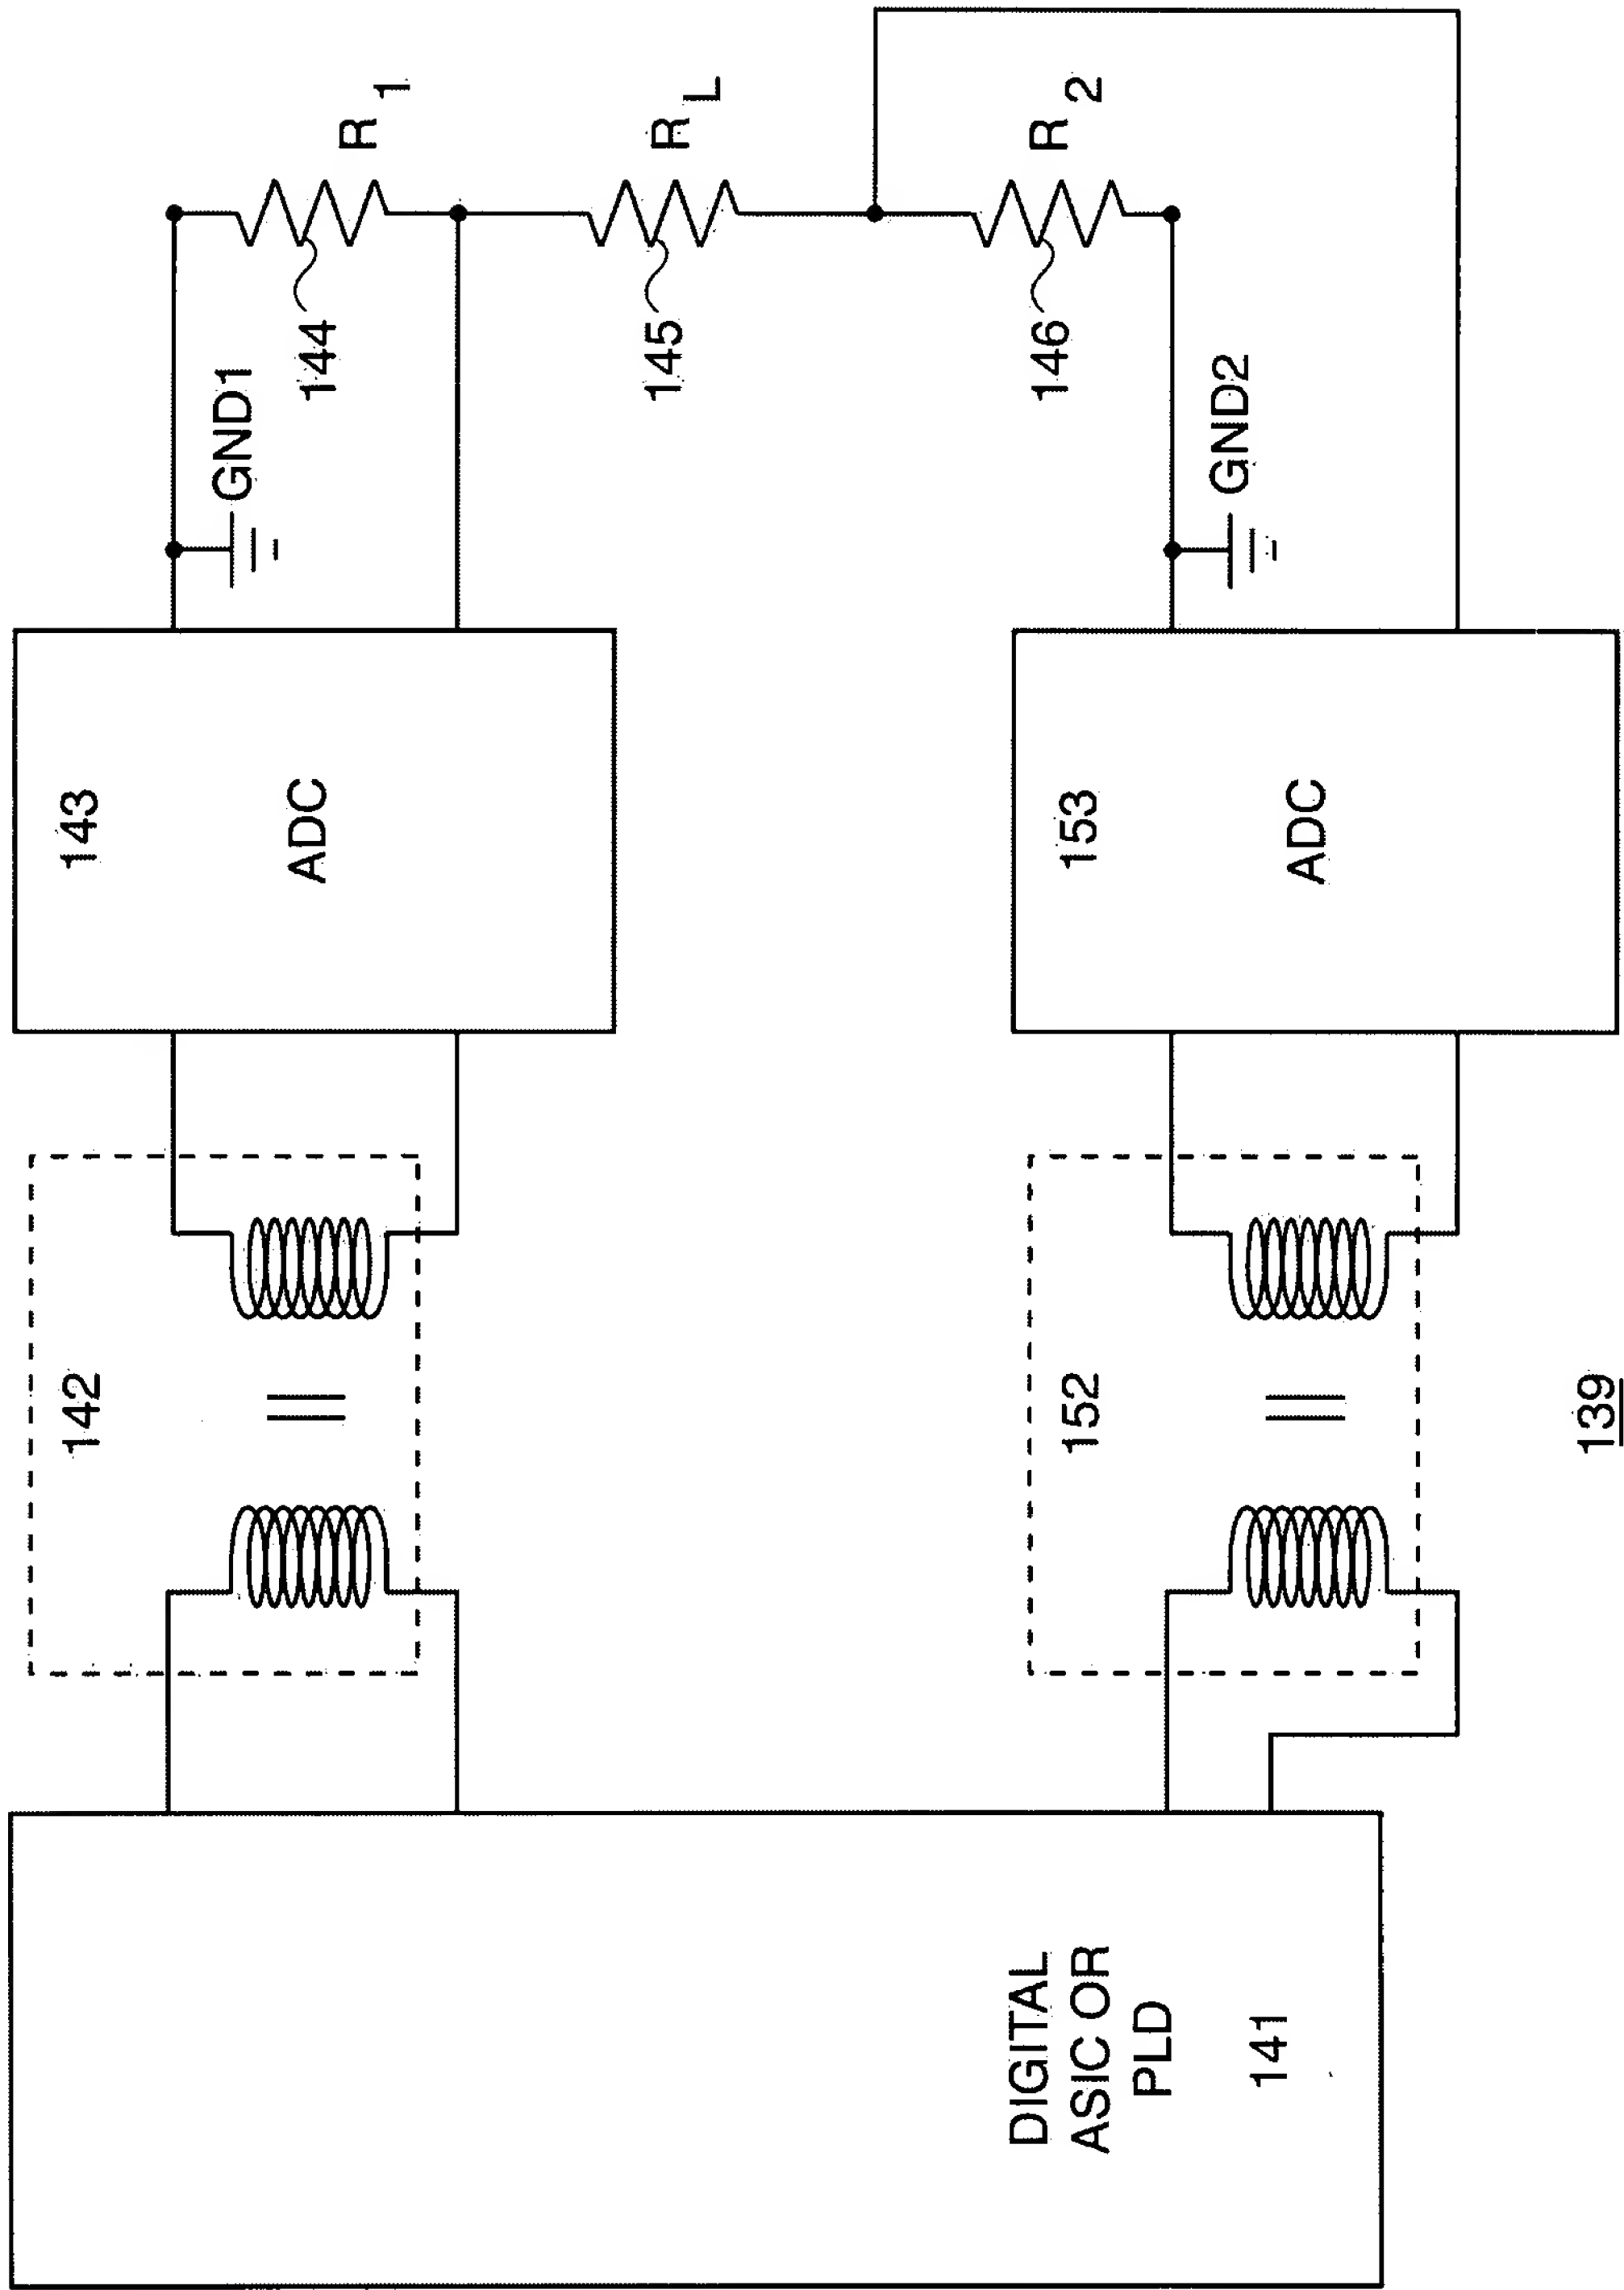 143
ADC
GND1
144
R 1
142
145
R L
DIGITAL
ASIC OR
PLD
141
152
153
ADC
GND2
146
R 2
139